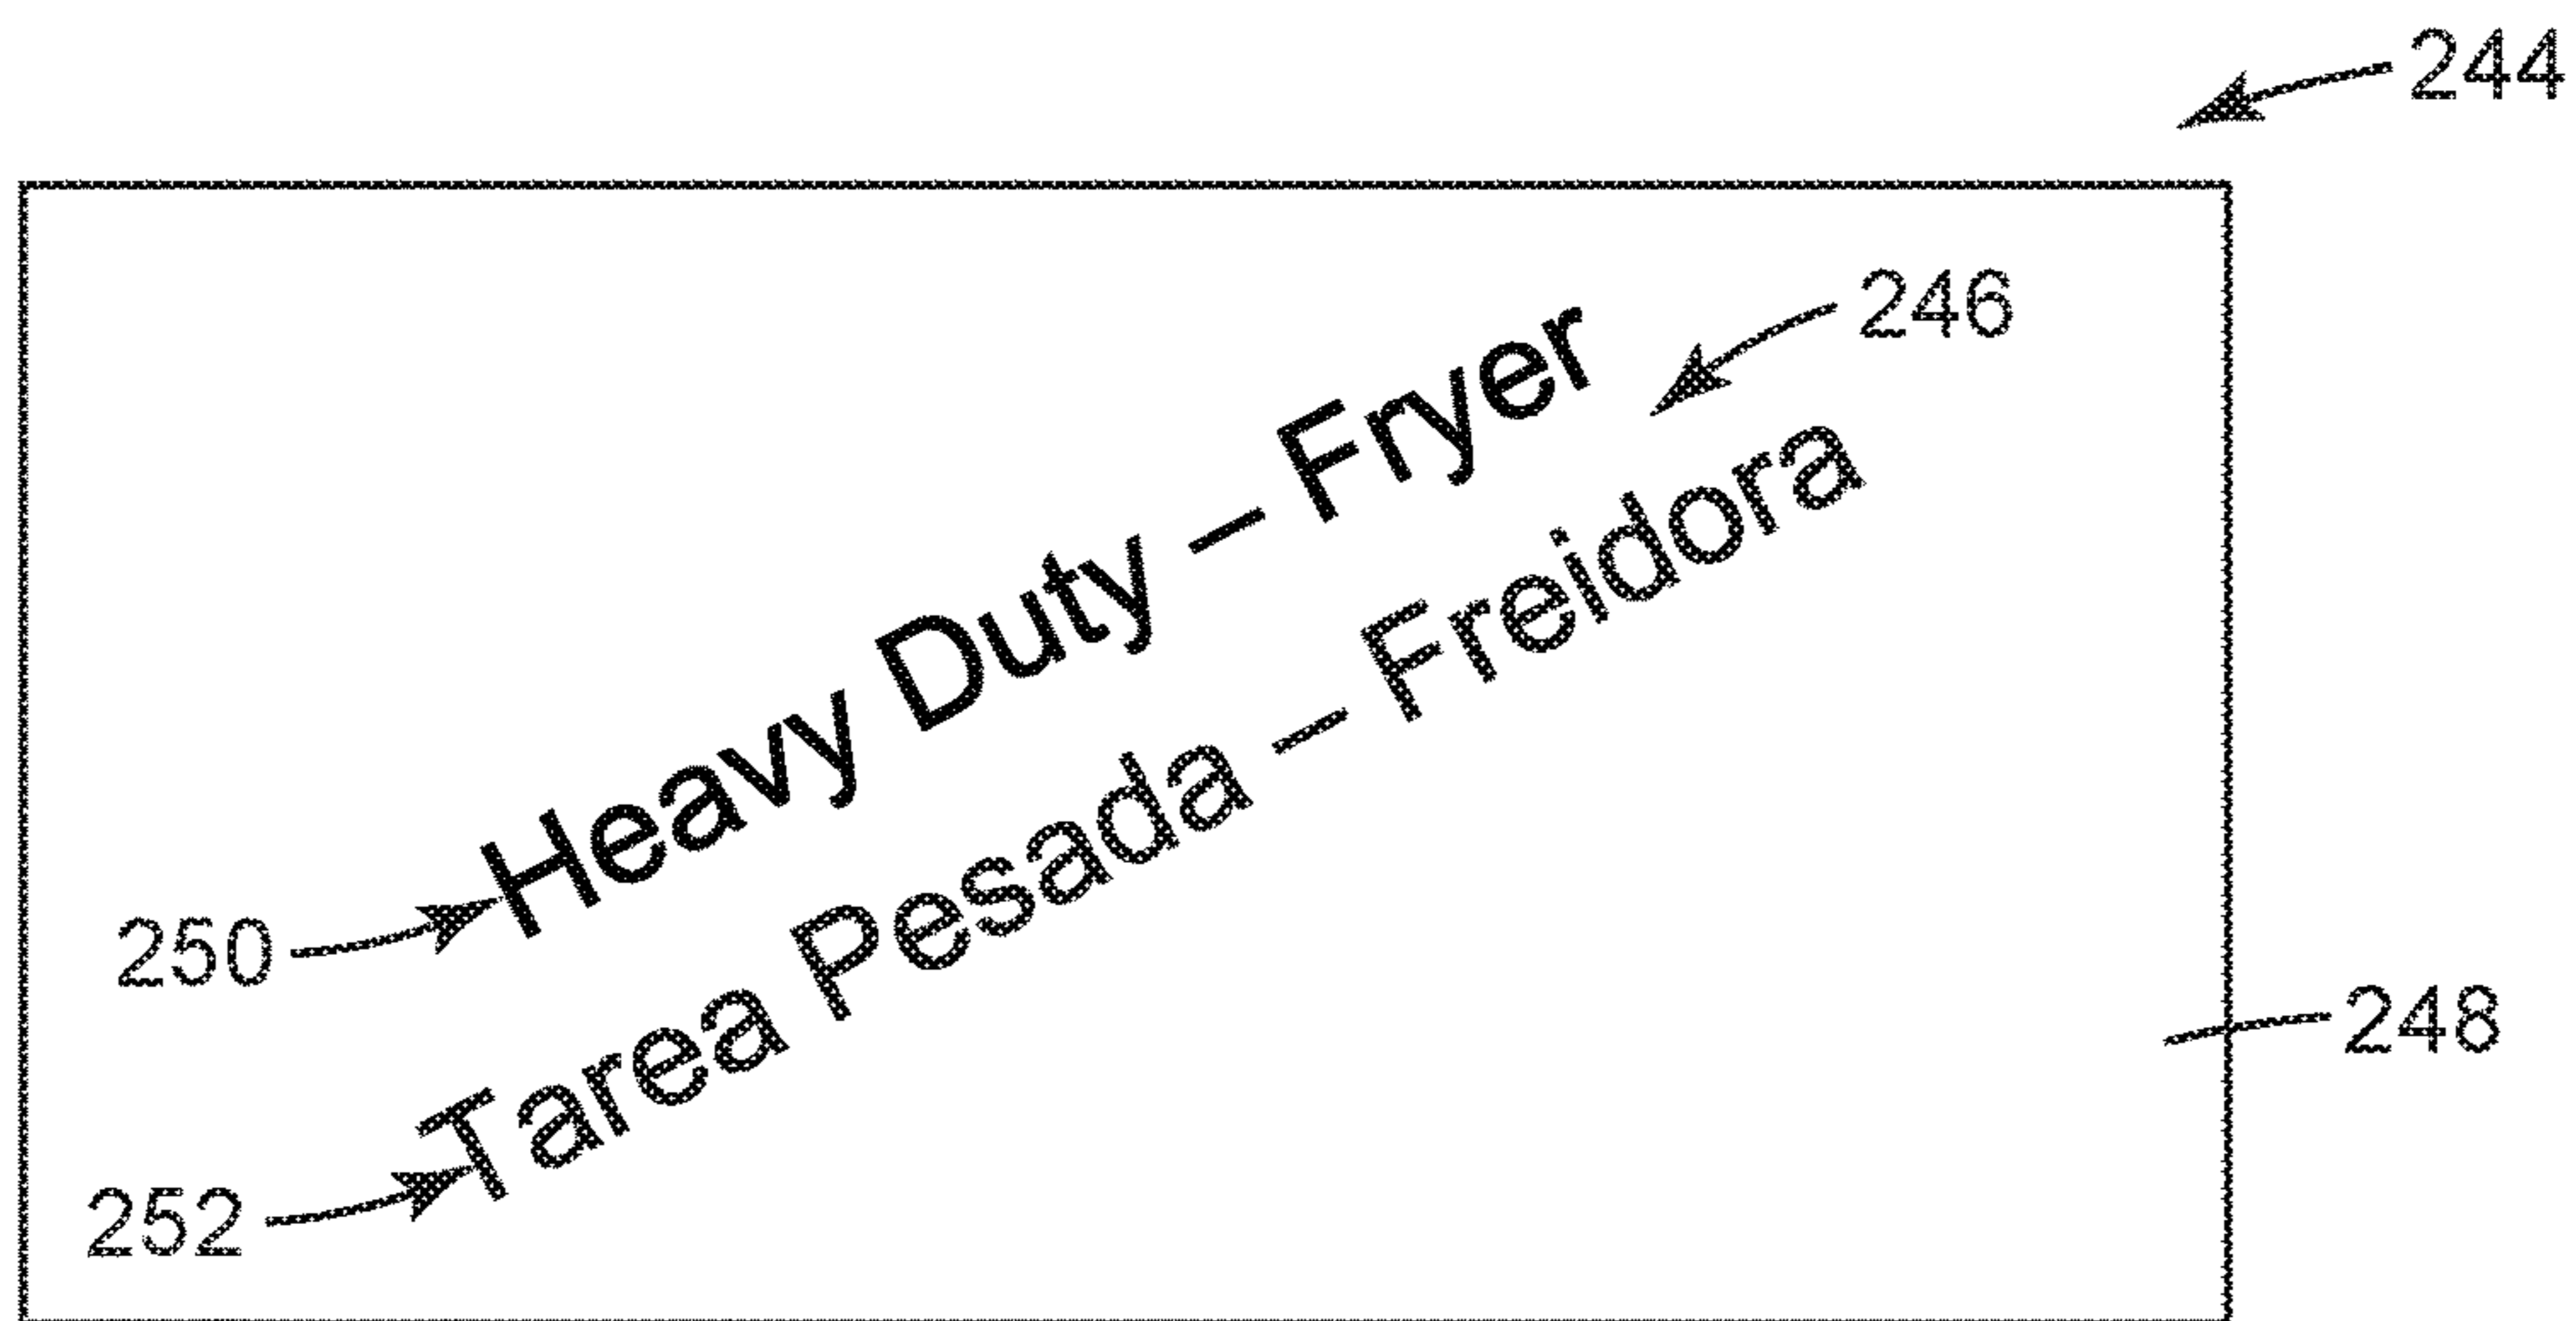 244
246
Heavy Duty – Fryer
Tarea Pesada – Freidora
250
248
252